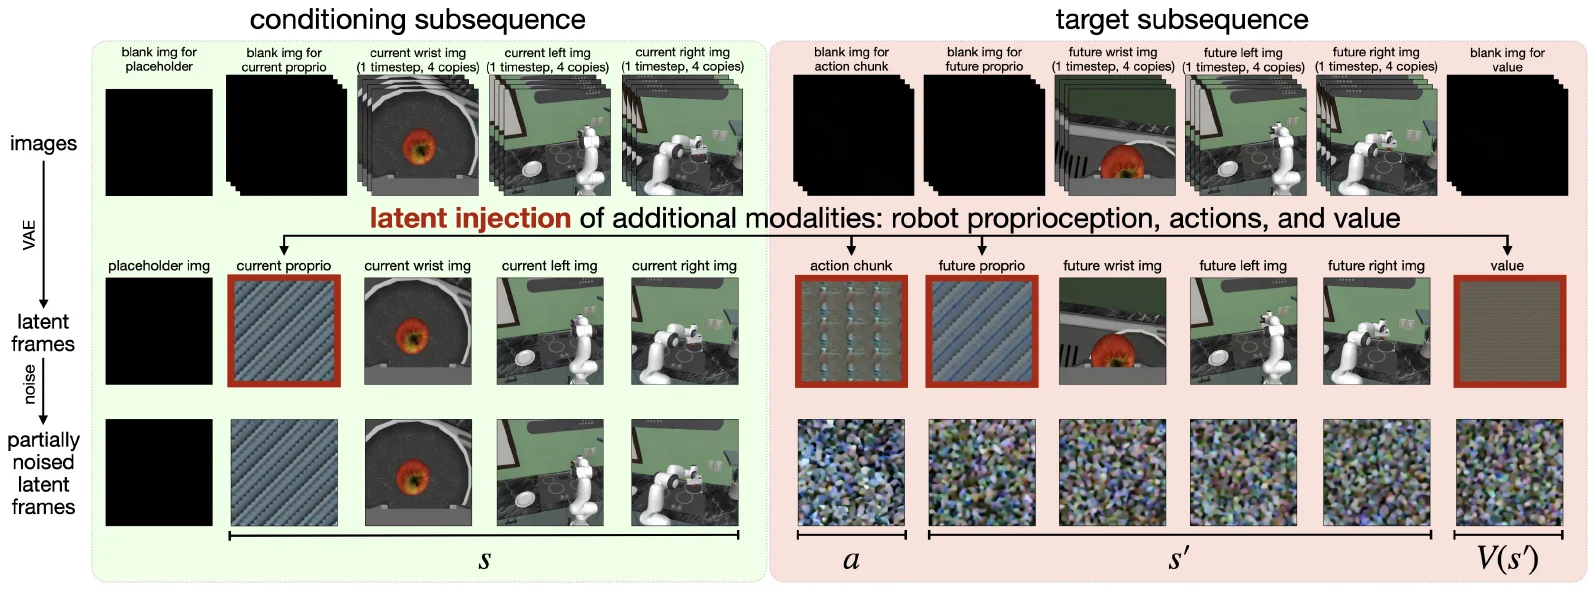 conditioning subsequence
target subsequence
blank img for
placeholder
blank img for
current proprio
current wrist img
(1 timestep, 4 copies)
current left img
(1 timestep, 4 copies)
current right img
(1 timestep, 4 copies)
blank img for
action chunk
blank img for
future proprio
future wrist img
(1 timestep, 4 copies)
future left img
(1 timestep, 4 copies)
future right img
(1 timestep, 4 copies)
blank img for
value
images
VAE
latent injection of additional modalities: robot proprioception, actions, and value
placeholder img
current proprio
current wrist img
current left img
current right img
action chunk
future proprio
future wrist img
future left img
future right img
value
latent
frames
noise
partially
noised
latent
frames
s
a
s′
V(s′)